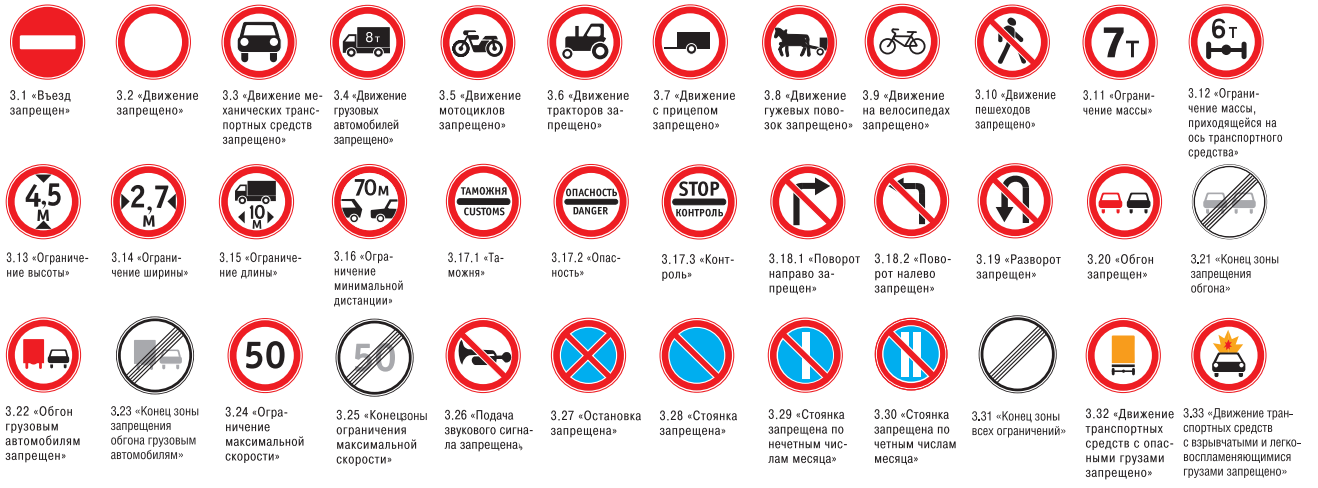 8т
7т
6т
3.1 «Въезд
запрещен»
3.2 «Движение
запрещено»
3.3 «Движение ме-
ханических транс-
портных средств
запрещено»
3.4 «Движение
грузовых
автомобилей
запрещено»
3.5 «Движение
мотоциклов
запрещено»
3.6 «Движение
тракторов за-
прещено»
3.7 «Движение
с прицепом
запрещено»
3.8 «Движение
гужевых пово-
зок запрещено»
3.9 «Движение
на велосипедах
запрещено»
3.10 «Движение
пешеходов
запрещено»
3.11 «Ограни-
чение массы»
3.12 «Ограни-
чение массы,
приходящейся на
ось транспортного
средства»
4,5
м
2,7
м
10
м
70м
ТАМОЖНЯ
CUSTOMS
ОПАСНОСТЬ
DANGER
STOP
КОНТРОЛЬ
3.13 «Ограниче-
ние высоты»
3.14 «Ограни-
чение ширины»
3.15 «Ограниче-
ние длины»
3.16 «Огра-
ничение
минимальной
дистанции»
3.17.1 «Та-
можня»
3.17.2 «Опас-
ность»
3.17.3 «Конт-
роль»
3.18.1 «Поворот
направо за-
прещен»
3.18.2 «Пово-
рот налево
запрещен»
3.19 «Разворот
запрещен»
3.20 «Обгон
запрещен»
3.21 «Конец зоны
запрещения
обгона»
50
50
3.22 «Обгон
грузовым
автомобилям
запрещен»
3.23 «Конец зоны
запрещения
обгона грузовым
автомобилям»
3.24 «Огра-
ничение
максимальной
скорости»
3.25 «Конец зоны
ограничения
максимальной
скорости»
3.26 «Подача
звукового сигна-
ла запрещена»
3.27 «Остановка
запрещена»
3.28 «Стоянка
запрещена»
3.29 «Стоянка
запрещена по
нечетным чис-
лам месяца»
3.30 «Стоянка
запрещена по
четным числам
месяца»
3.31 «Конец зоны
всех ограничений»
3.32 «Движение
транспортных
средств с опас-
ными грузами
запрещено»
3.33 «Движение тран-
спортных средств
с взрывчатыми и легко-
воспламеняющимися
грузами запрещено»